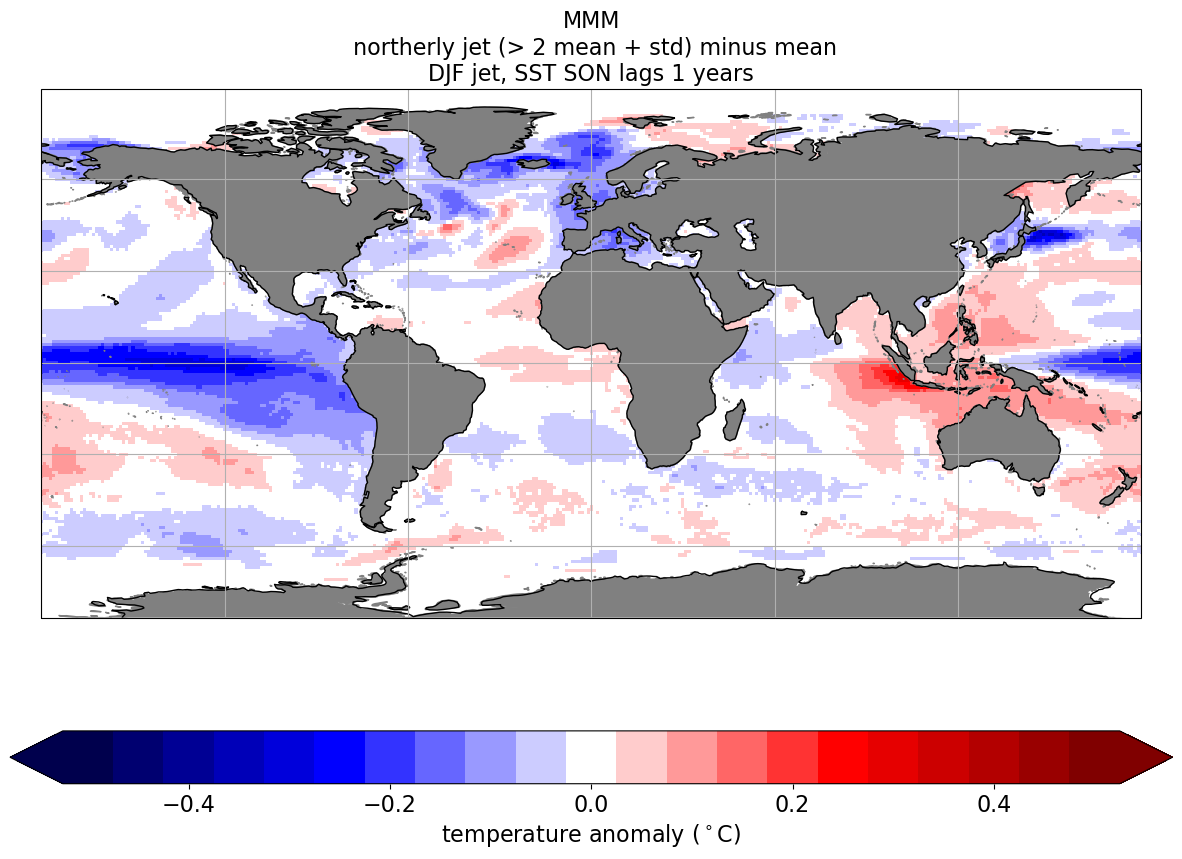 MMM
northerly jet (> 2 mean + std) minus mean
DJF jet, SST SON lags 1 years
−0.4 −0.2 0.0 0.2 0.4
temperature anomaly (°C)